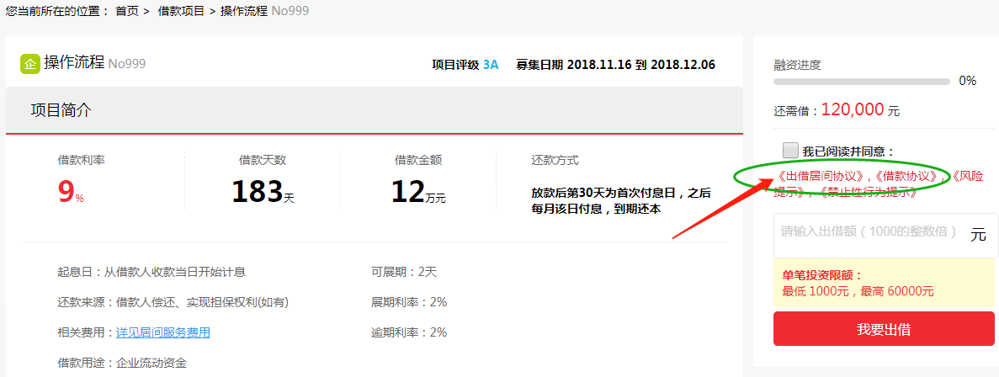 您当前所在的位置： 首页 > 借款项目 > 操作流程 No999
企 操作流程 No999
项目评级 3A 募集日期 2018.11.16 到 2018.12.06
项目简介
借款利率
9%
借款天数
183天
借款金额
12万元
还款方式
放款后第30天为首次付息日，之后
每月该日付息，到期还本
起息日：从借款人收款当日开始计息
可展期：2天
还款来源：借款人偿还、实现担保权利(如有)
展期利率：2%
相关费用：详见居间服务费用
逾期利率：2%
借款用途：企业流动资金
融资进度
0%
还需借：120,000 元
我已阅读并同意：
《出借居间协议》,《借款协议》,《风险
提示》,《禁止性行为提示》
请输入出借额（1000的整数倍） 元
单笔投资限额：
最低 1000元，最高 60000元
我要出借